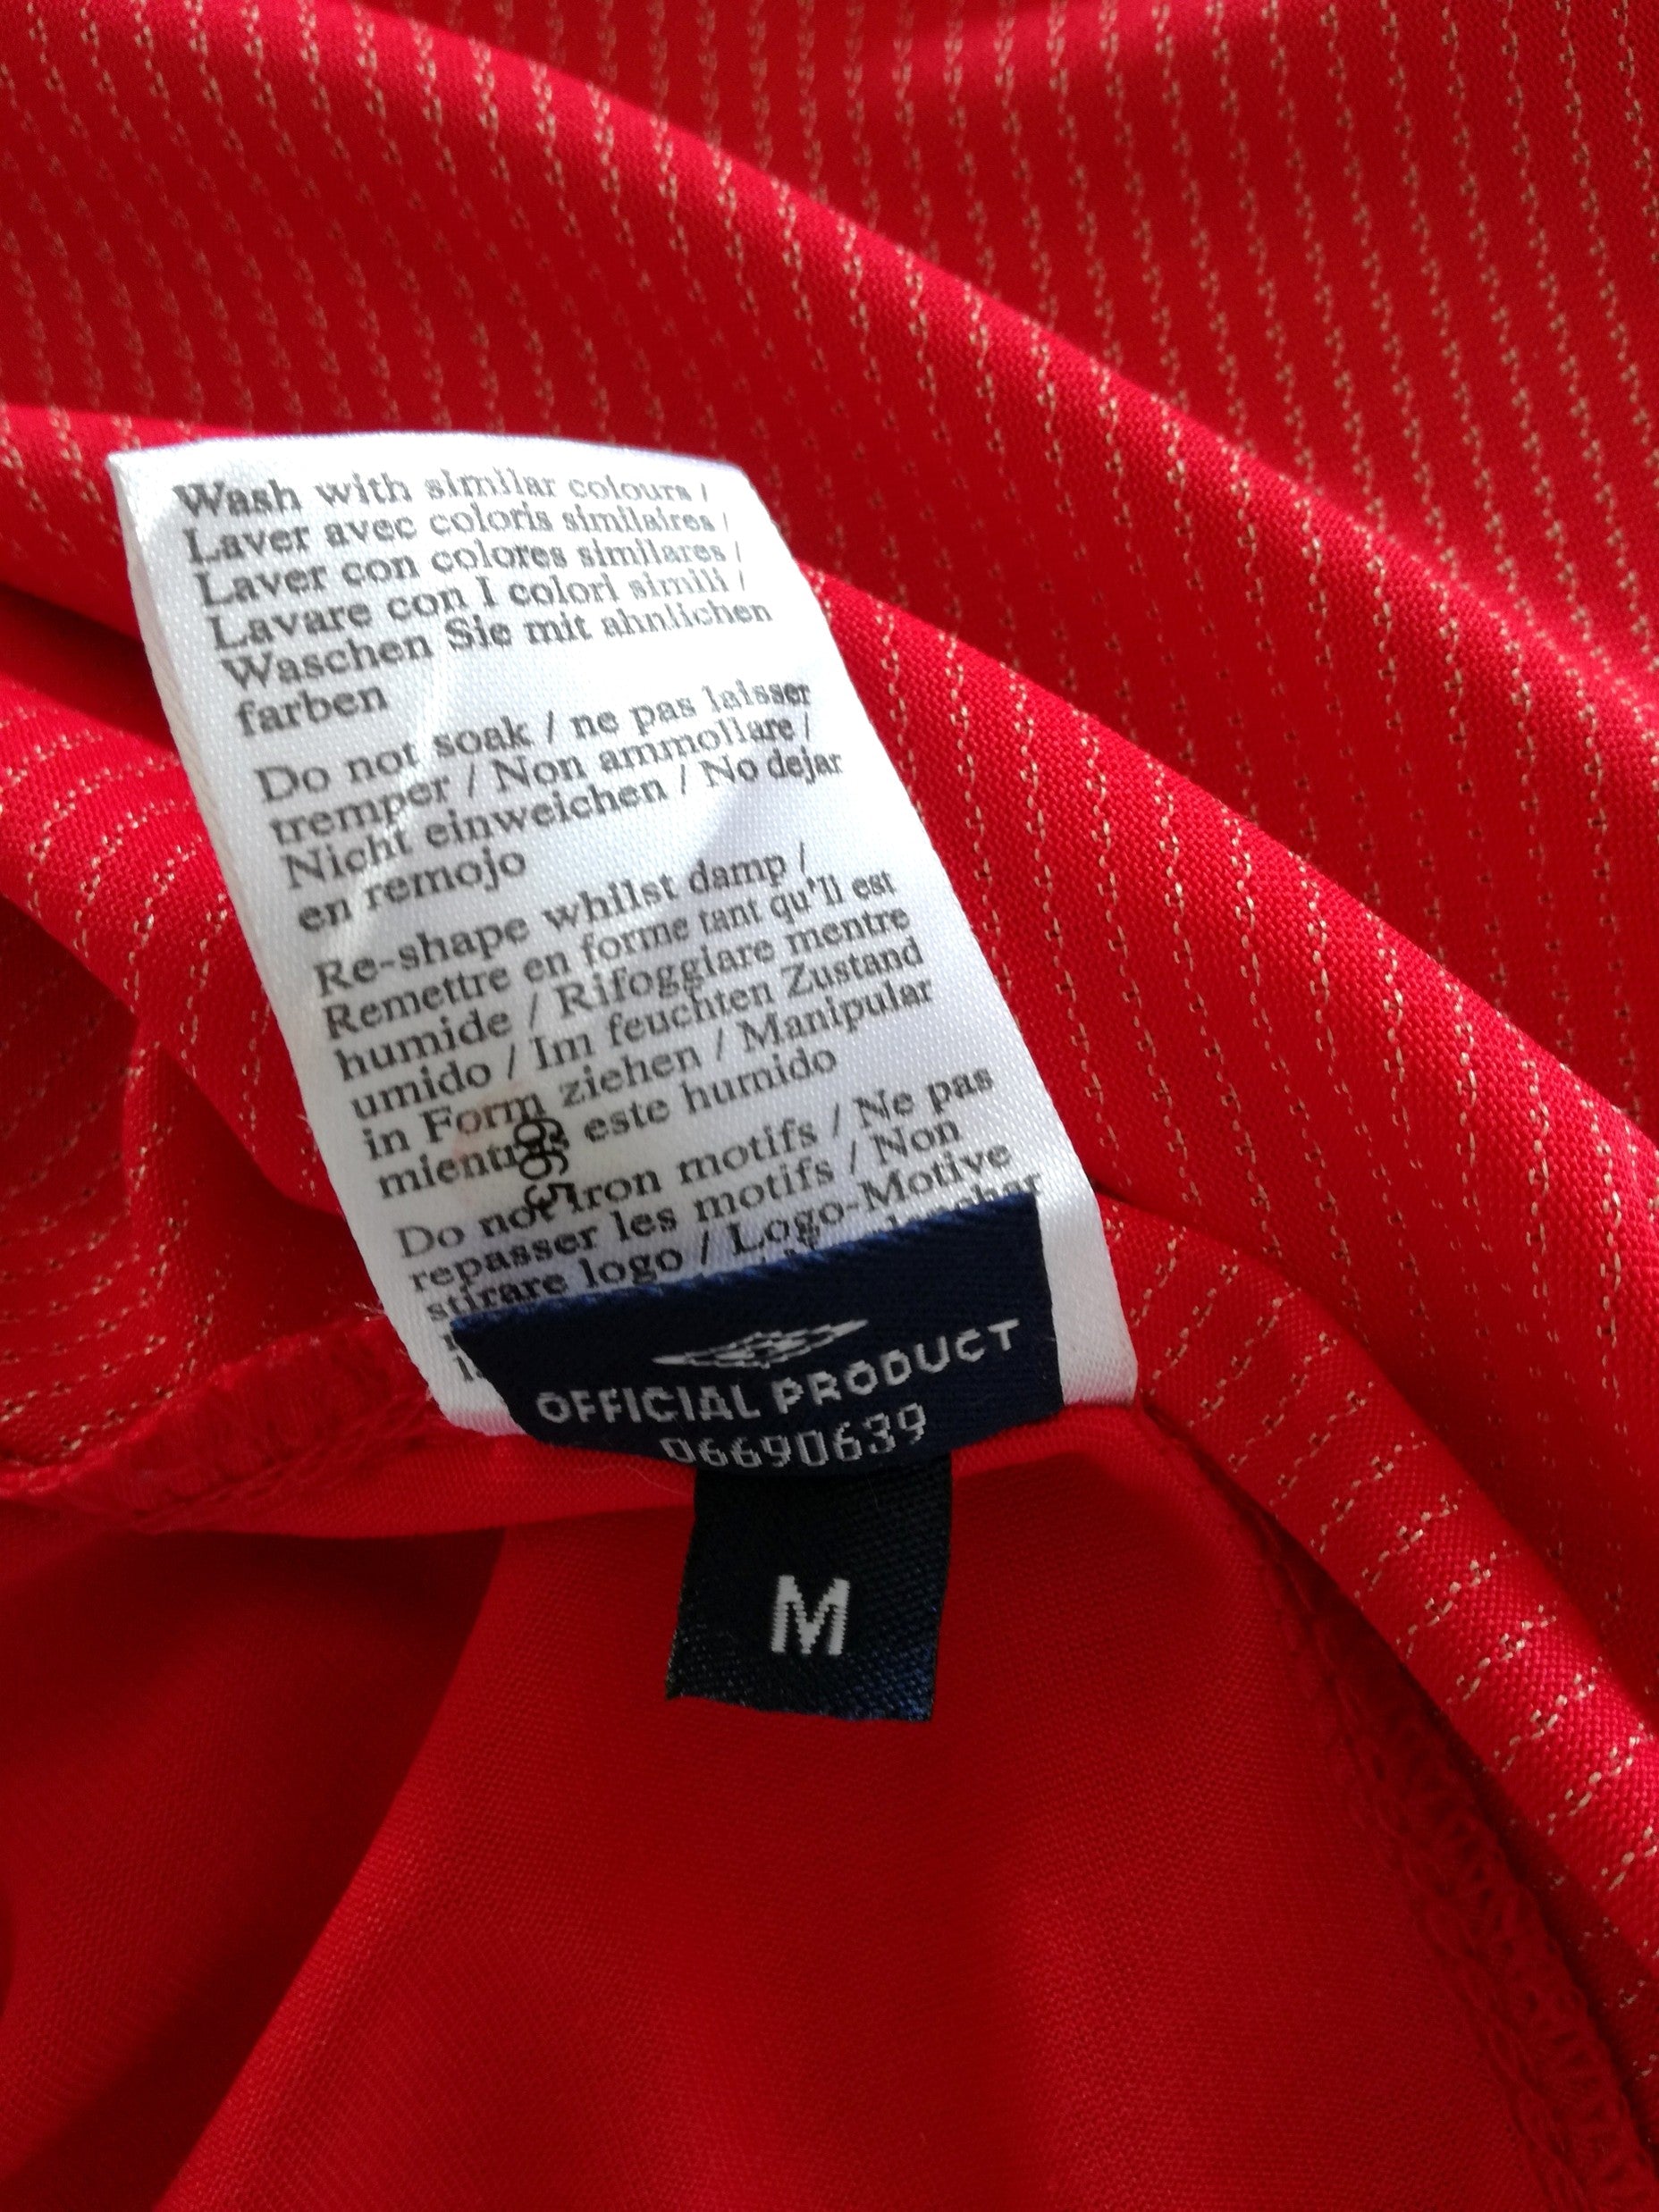 Wash with similar colours /
Laver avec coloris similaires /
Laver con colores similares /
Lavare con I colori simili /
Waschen Sie mit ahnlichen
farben
Do not soak / ne pas laisser
tremper / Non ammollare /
Nicht einweichen / No dejar
en remojo
Re-shape whilst damp /
Remettre en forme tant qu'il est
humide / Rifoggiare mentre
umido / Im feuchten Zustand
in Form ziehen / Manipular
mientras este humido
6695
Do not iron motifs / Ne pas
repasser les motifs / Non
stirare logo / Logo-Motive
OFFICIAL PRODUCT
06690639
M